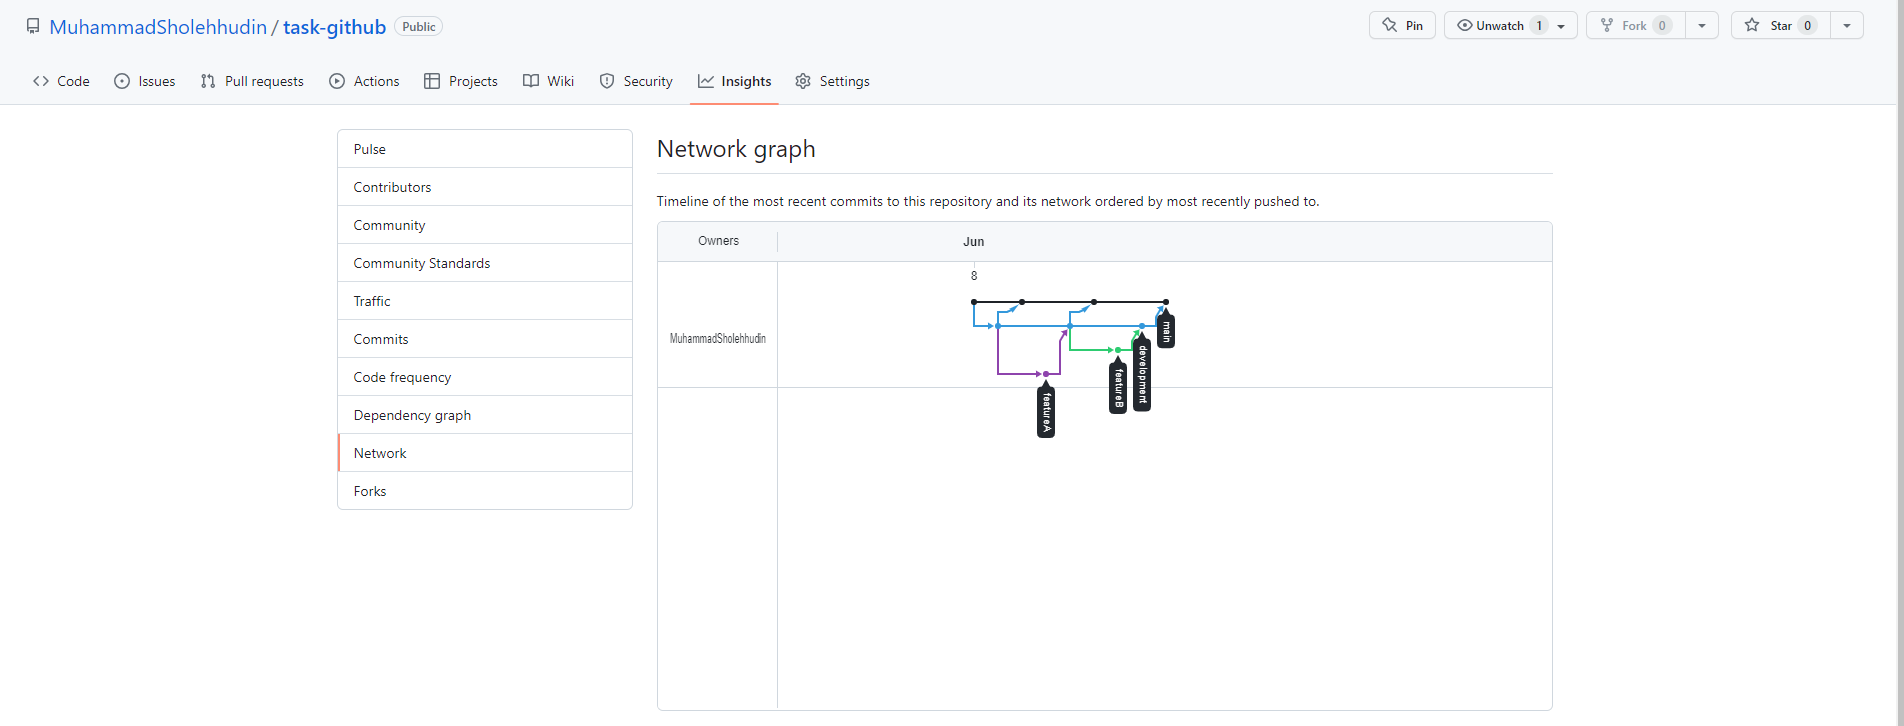 MuhammadSholehhudin / task-github Public
Pin Unwatch 1 Fork 0 Star 0
Code Issues Pull requests Actions Projects Wiki Security Insights Settings
Pulse
Contributors
Community
Community Standards
Traffic
Commits
Code frequency
Dependency graph
Network
Forks
Network graph
Timeline of the most recent commits to this repository and its network ordered by most recently pushed to.
Owners Jun
8
MuhammadSholehhudin
main
development
featureB
featureA